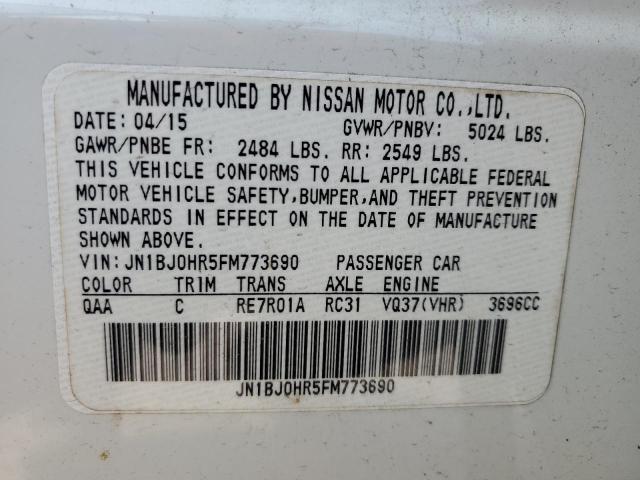 MANUFACTURED BY NISSAN MOTOR CO.,LTD.
DATE: 04/15 GVWR/PNBV: 5024 LBS.
GAWR/PNBE FR: 2484 LBS. RR: 2549 LBS.
THIS VEHICLE CONFORMS TO ALL APPLICABLE FEDERAL
MOTOR VEHICLE SAFETY,BUMPER,AND THEFT PREVENTION
STANDARDS IN EFFECT ON THE DATE OF MANUFACTURE
SHOWN ABOVE.
VIN:JN1BJ0HR5FM773690 PASSENGER CAR
COLOR TRIM TRANS AXLE ENGINE
QAA C RE7R01A RC31 VQ37(VHR) 3696CC
JN1BJ0HR5FM773690